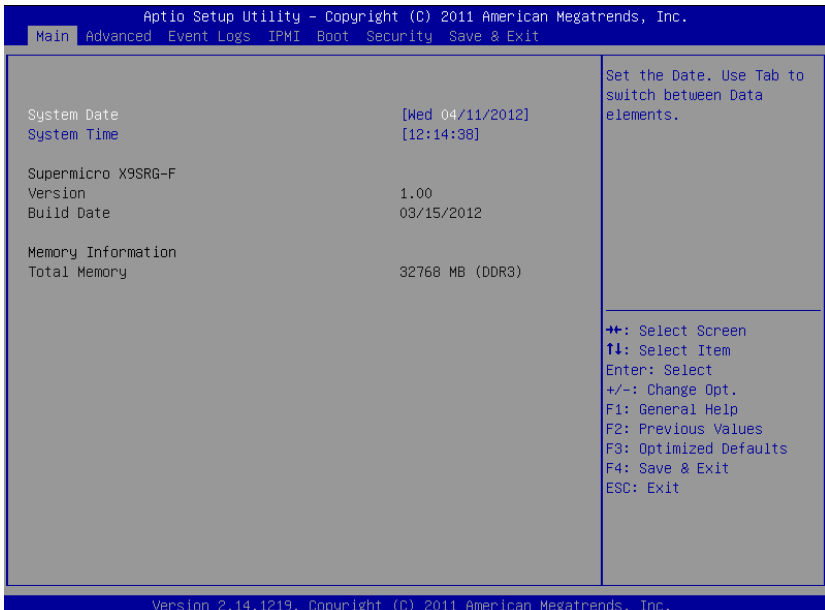 Aptio Setup Utility – Copyright (C) 2011 American Megatrends, Inc.
Main Advanced Event Logs IPMI Boot Security Save & Exit
Set the Date. Use Tab to
switch between Data
elements.
System Date [Wed 04/11/2012]
System Time [12:14:38]
Supermicro X9SRG-F
Version 1.00
Build Date 03/15/2012
Memory Information
Total Memory 32768 MB (DDR3)
→←: Select Screen
↑↓: Select Item
Enter: Select
+/-: Change Opt.
F1: General Help
F2: Previous Values
F3: Optimized Defaults
F4: Save & Exit
ESC: Exit
Version 2.14.1219. Copyright (C) 2011 American Megatrends, Inc.